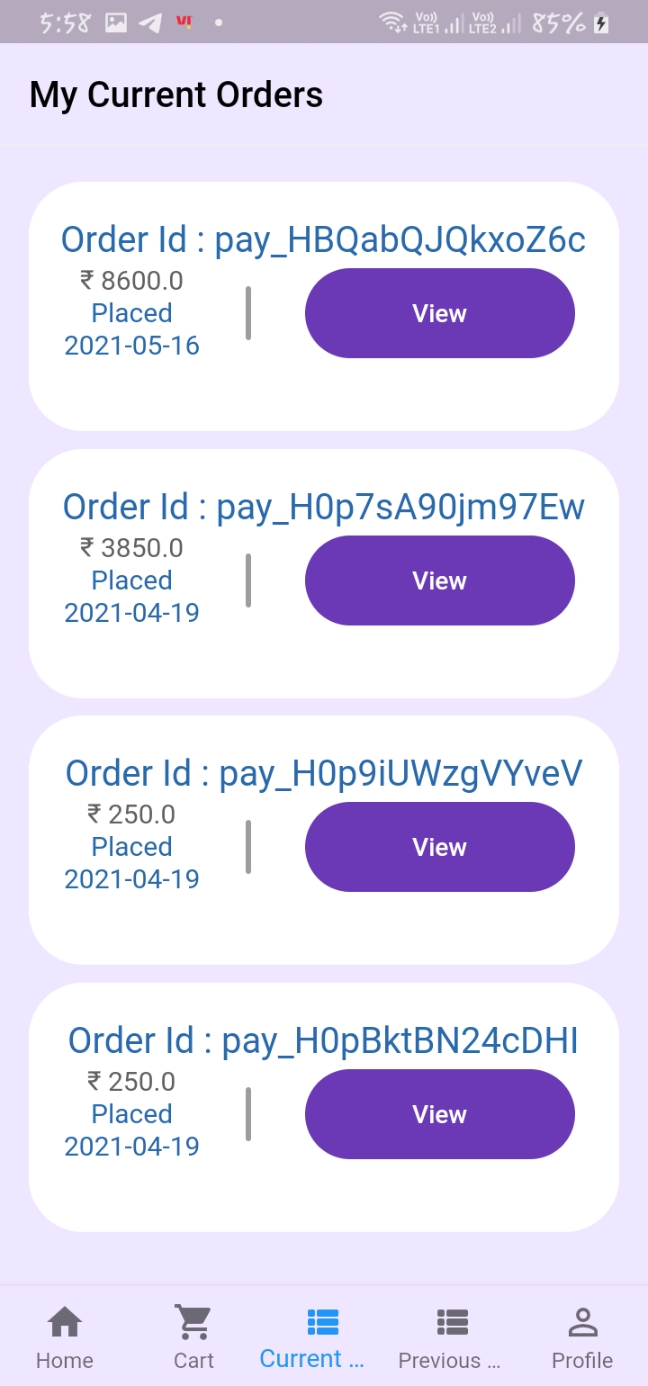 5:58 VI Vo)) LTE1 Vo)) LTE2 85%
My Current Orders
Order Id : pay_HBQabQJQkxoZ6c
₹ 8600.0
Placed
2021-05-16
View
Order Id : pay_H0p7sA90jm97Ew
₹ 3850.0
Placed
2021-04-19
View
Order Id : pay_H0p9iUWzgVYveV
₹ 250.0
Placed
2021-04-19
View
Order Id : pay_H0pBktBN24cDHI
₹ 250.0
Placed
2021-04-19
View
Home Cart Current ... Previous ... Profile